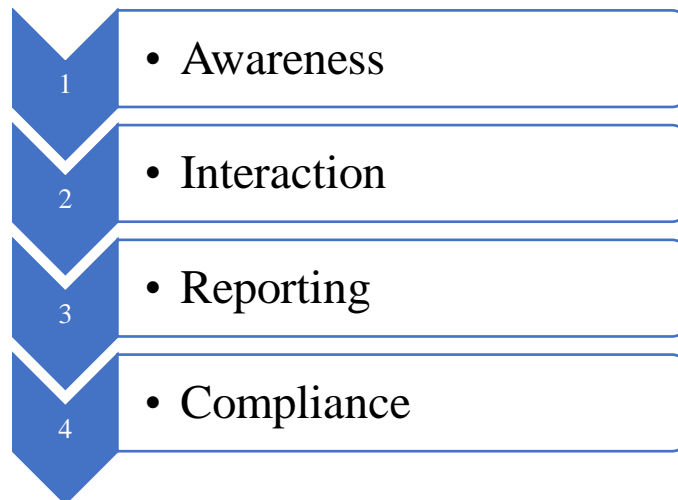 1 • Awareness
2 • Interaction
3 • Reporting
4 • Compliance